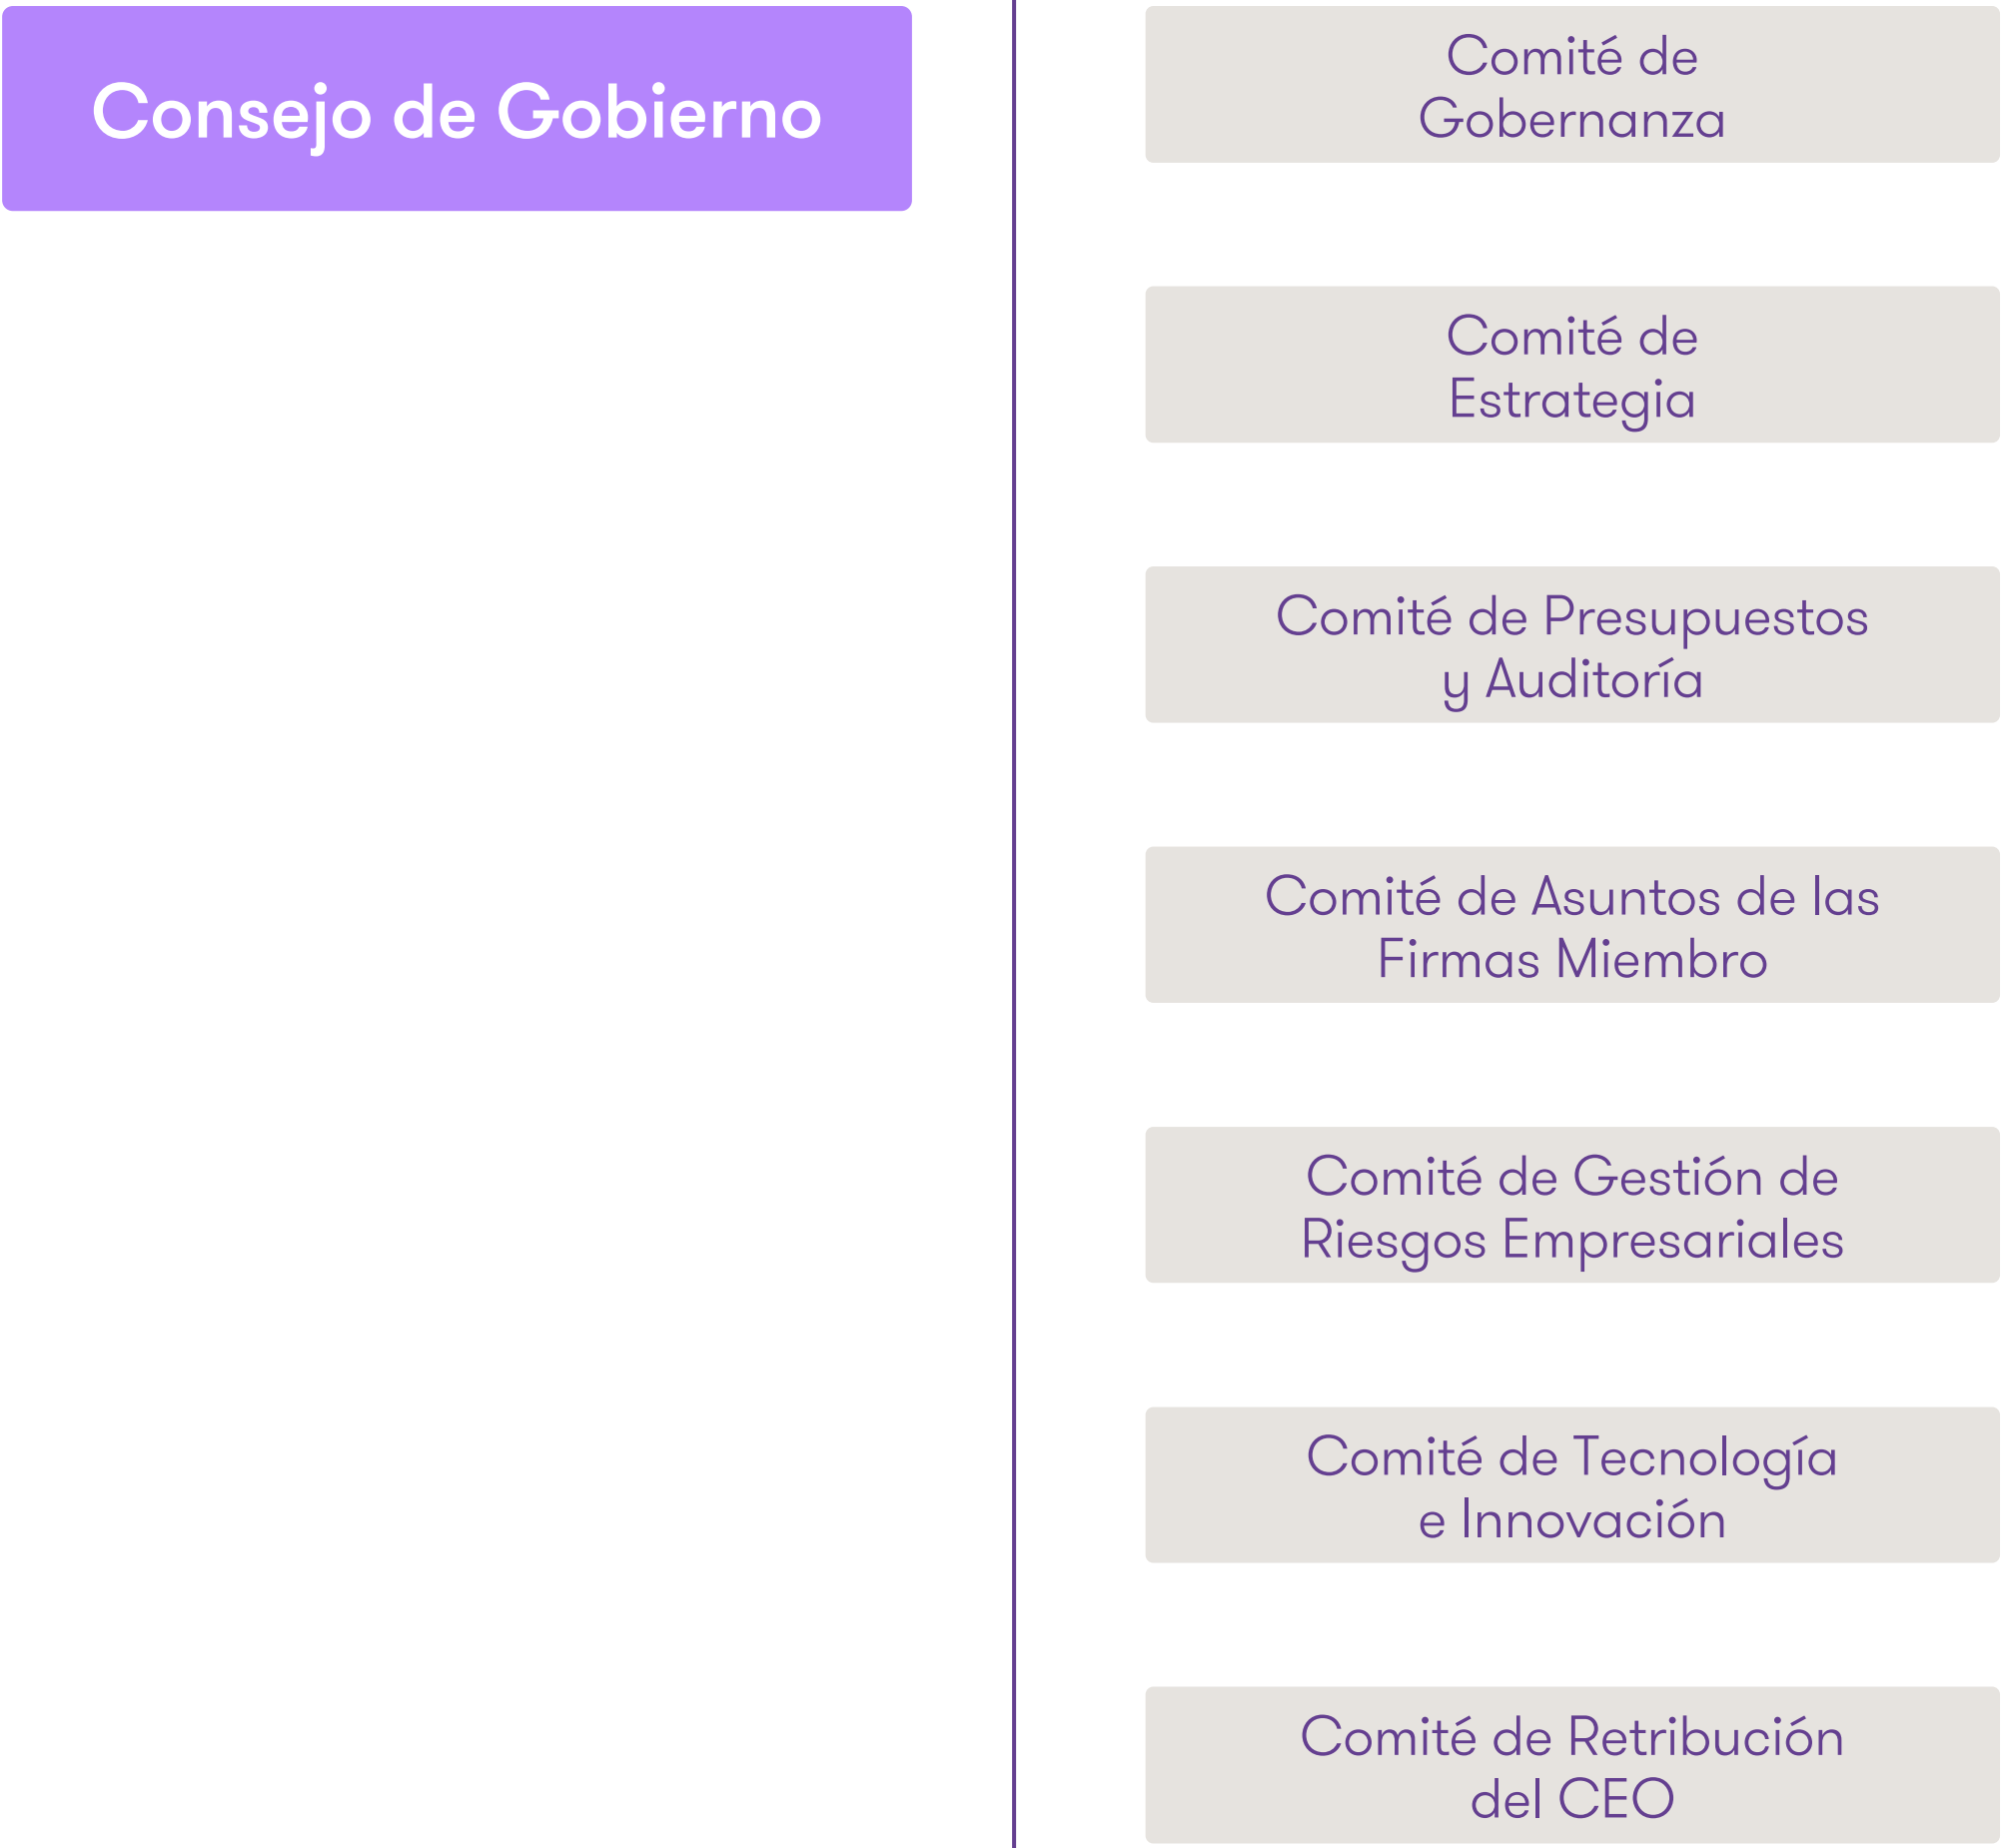 Consejo de Gobierno
Comité de
Gobernanza
Comité de
Estrategia
Comité de Presupuestos
y Auditoría
Comité de Asuntos de las
Firmas Miembro
Comité de Gestión de
Riesgos Empresariales
Comité de Tecnología
e Innovación
Comité de Retribución
del CEO